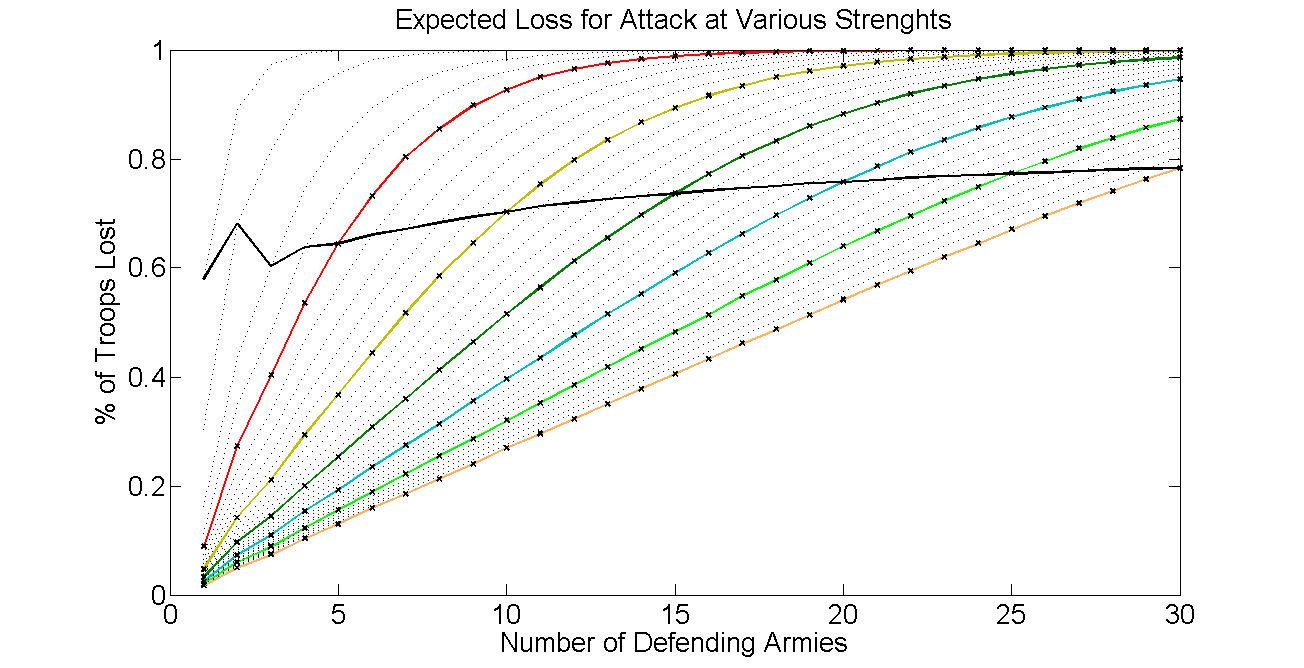 Expected Loss for Attack at Various Strenghts
1
0.8
0.6
0.4
0.2
0
% of Troops Lost
0 5 10 15 20 25 30
Number of Defending Armies